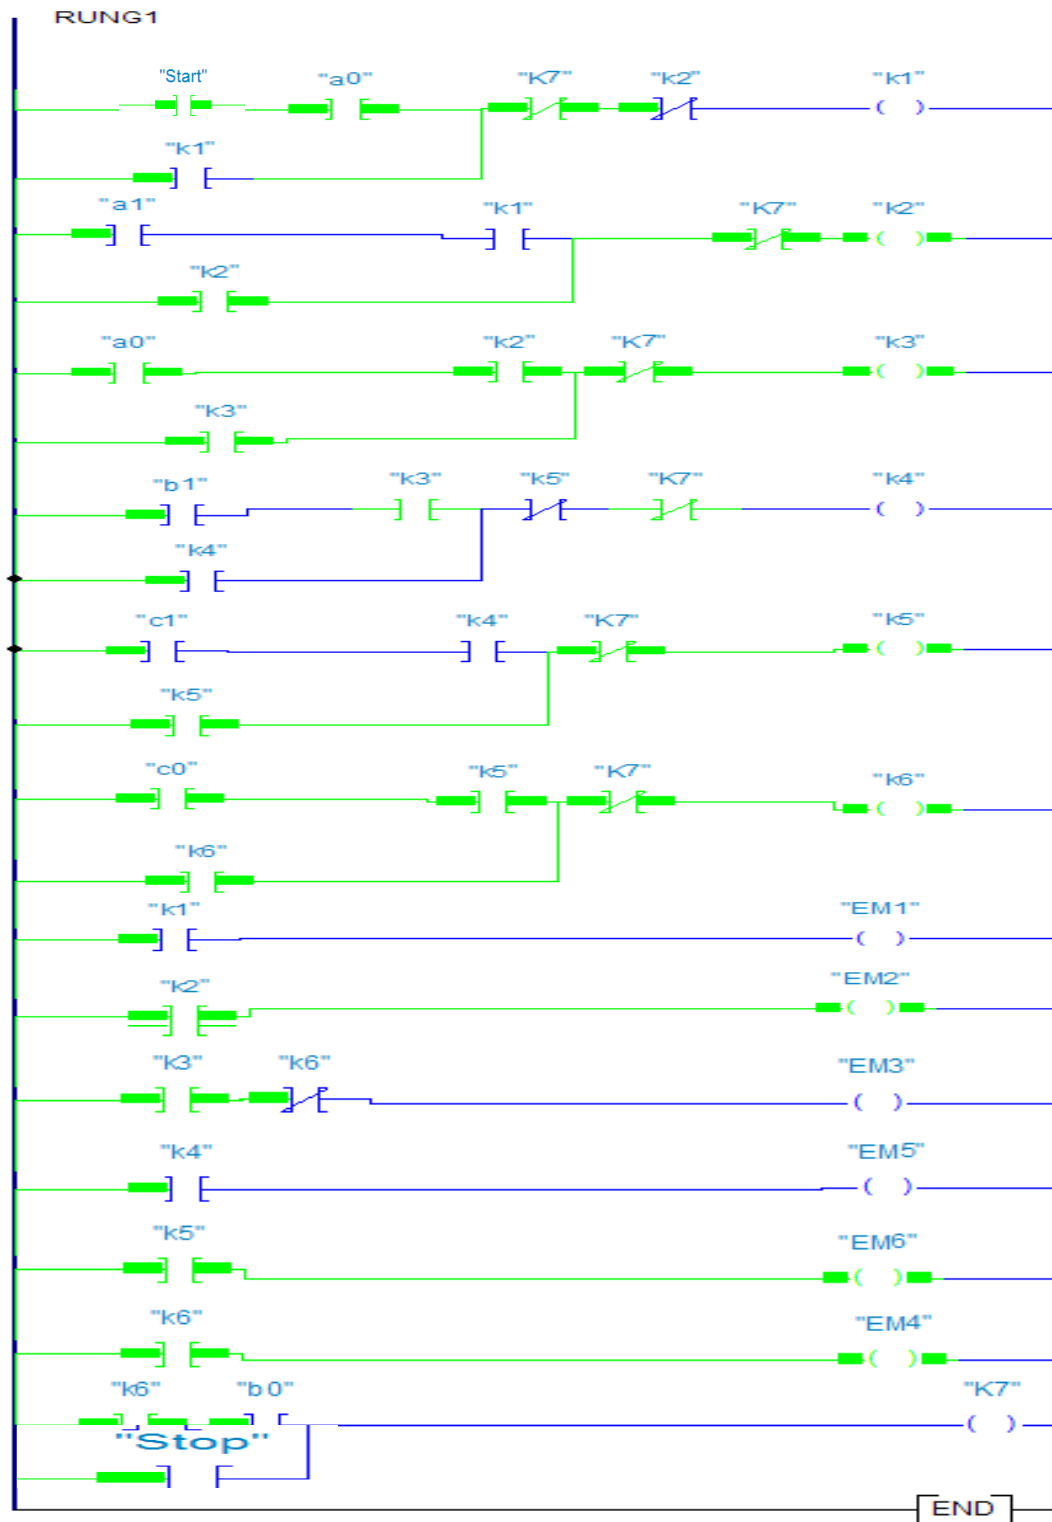 RUNG1
"Start" "a0" "K7" "k2" "k1"
"k1"
"a1" "k1" "K7" "k2"
"k2"
"a0" "k2" "K7" "k3"
"k3"
"b1" "k3" "k5" "K7" "k4"
"k4"
"c1" "k4" "K7" "k5"
"k5"
"c0" "k5" "K7" "k6"
"k6"
"k1" "EM1"
"k2" "EM2"
"k3" "k6" "EM3"
"k4" "EM5"
"k5" "EM6"
"k6" "EM4"
"k6" "b0" "K7"
"Stop"
END